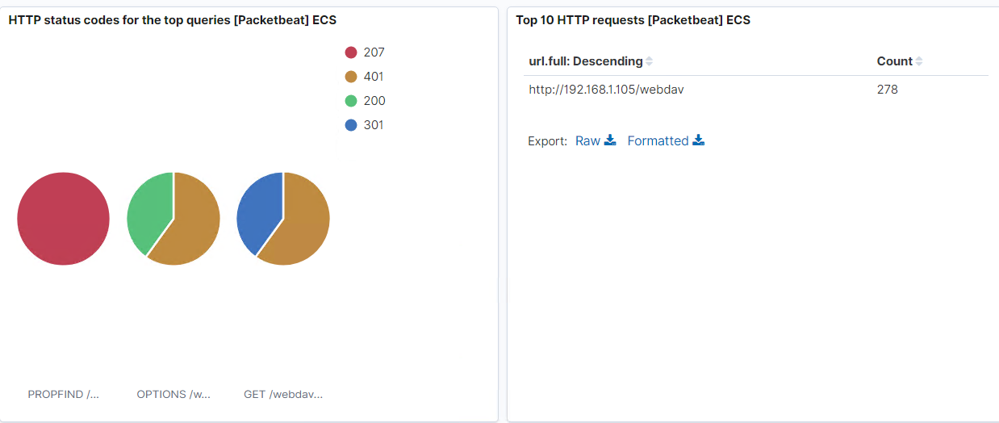 HTTP status codes for the top queries [Packetbeat] ECS
207
401
200
301
PROPFIND /...
OPTIONS /w...
GET /webdav...
Top 10 HTTP requests [Packetbeat] ECS
url.full: Descending Count
http://192.168.1.105/webdav 278
Export: Raw Formatted